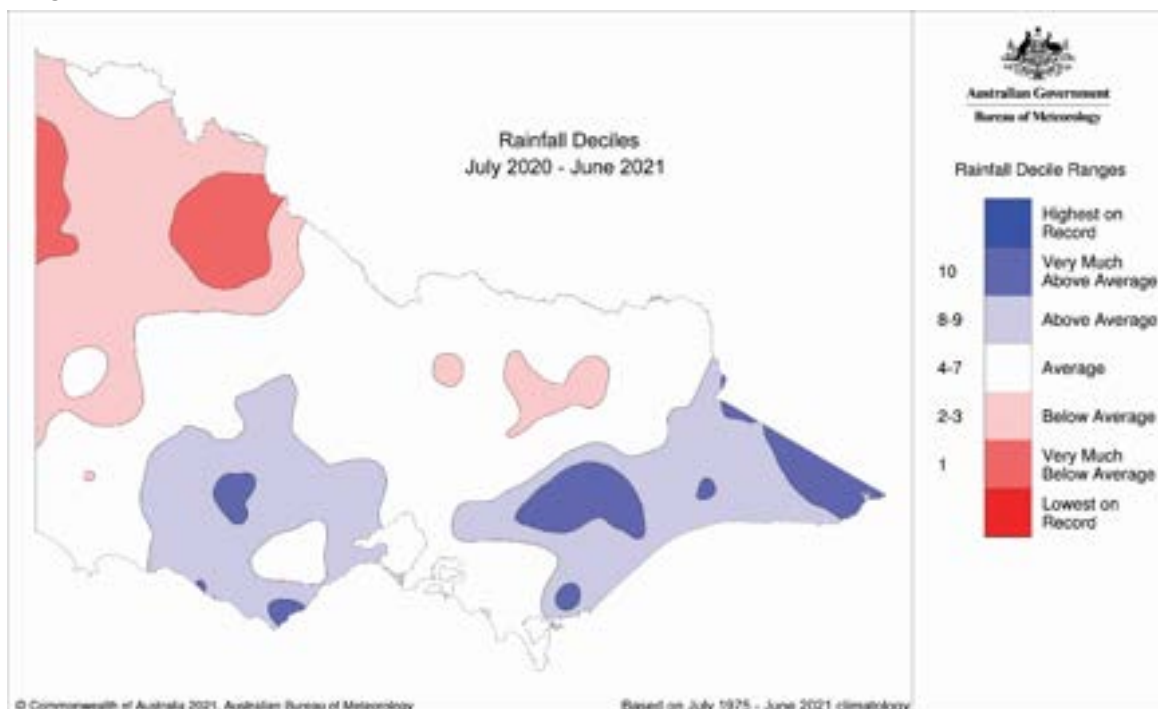 Rainfall Deciles
July 2020 - June 2021
Australian Government
Bureau of Meteorology
Rainfall Decile Ranges
Highest on
Record
10
Very Much
Above Average
8-9
Above Average
4-7
Average
2-3
Below Average
1
Very Much
Below Average
Lowest on
Record
© Commonwealth of Australia 2021, Australian Bureau of Meteorology
Based on July 1975 - June 2021 climatology